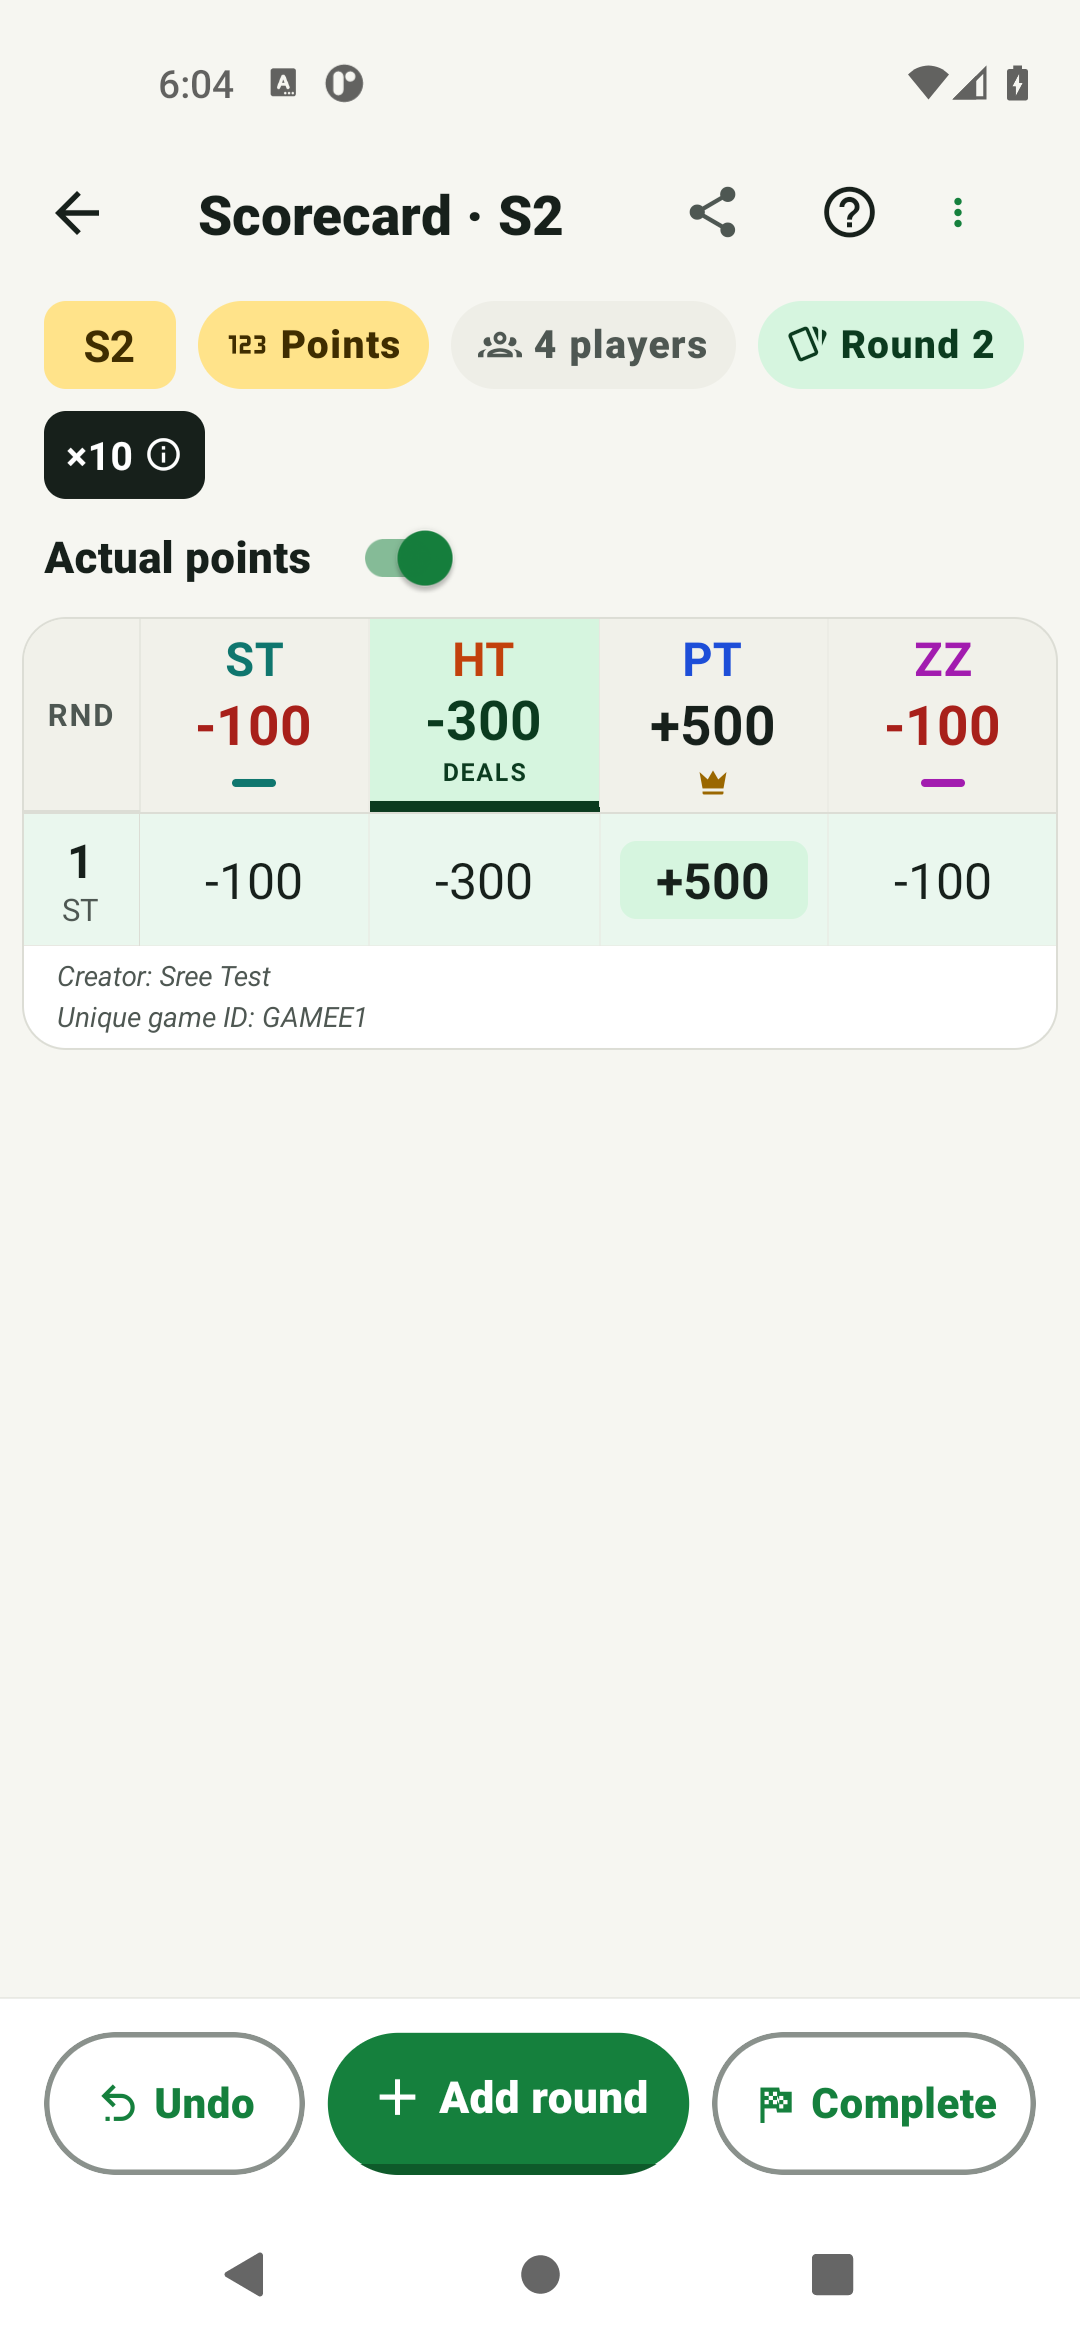 6:04
Scorecard · S2
S2
123 Points
4 players
Round 2
×10
Actual points
RND ST HT PT ZZ
-100 -300 +500 -100
DEALS
1 -100 -300 +500 -100
ST
Creator: Sree Test
Unique game ID: GAMEE1
Undo
+ Add round
Complete